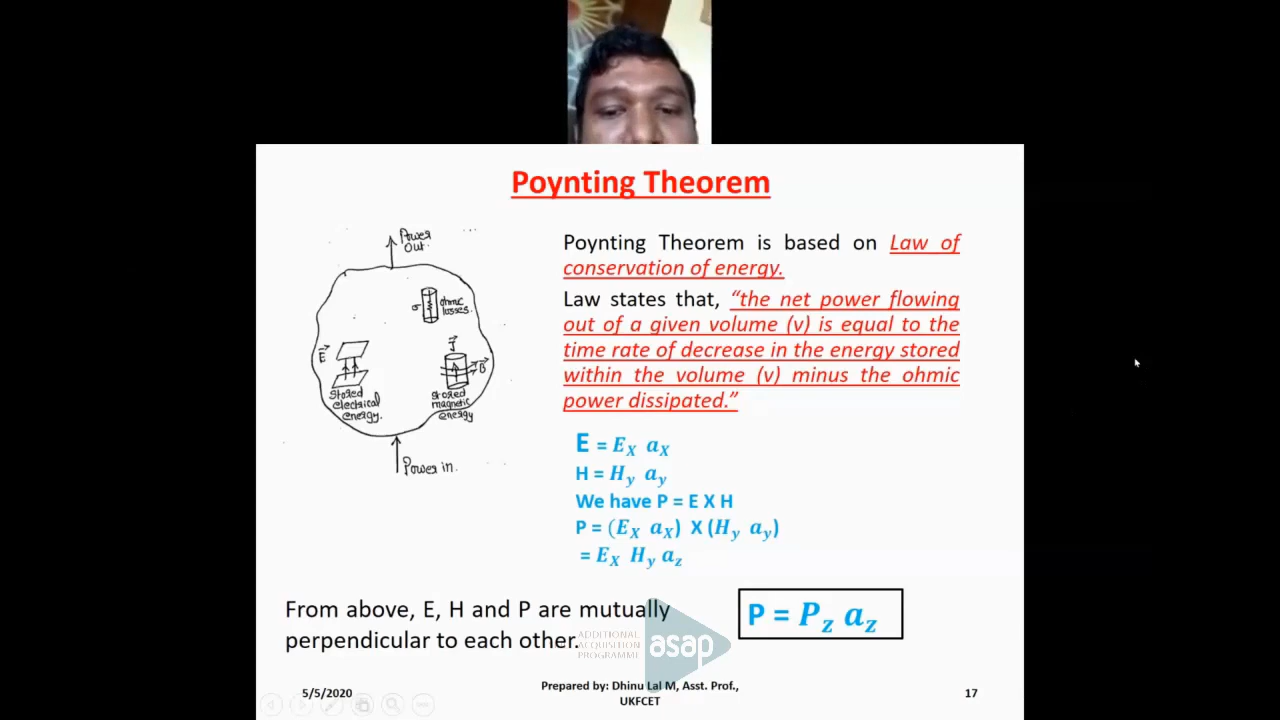 Poynting Theorem
Power
Out.
σ
ohmic
losses.
E
J
B
Stored
electrical
energy.
Stored
magnetic
energy
Power in.
Poynting Theorem is based on Law of
conservation of energy.
Law states that, “the net power flowing
out of a given volume (v) is equal to the
time rate of decrease in the energy stored
within the volume (v) minus the ohmic
power dissipated.”
E = E_X a_X
H = H_y a_y
We have P = E X H
P = (E_X a_X) X (H_y a_y)
= E_X H_y a_z
From above, E, H and P are mutually
perpendicular to each other.
P = P_z a_z
ADDITIONAL
ACQUISITION
PROGRAMME
asap
5/5/2020
Prepared by: Dhinu Lal M, Asst. Prof.,
UKFCET
17